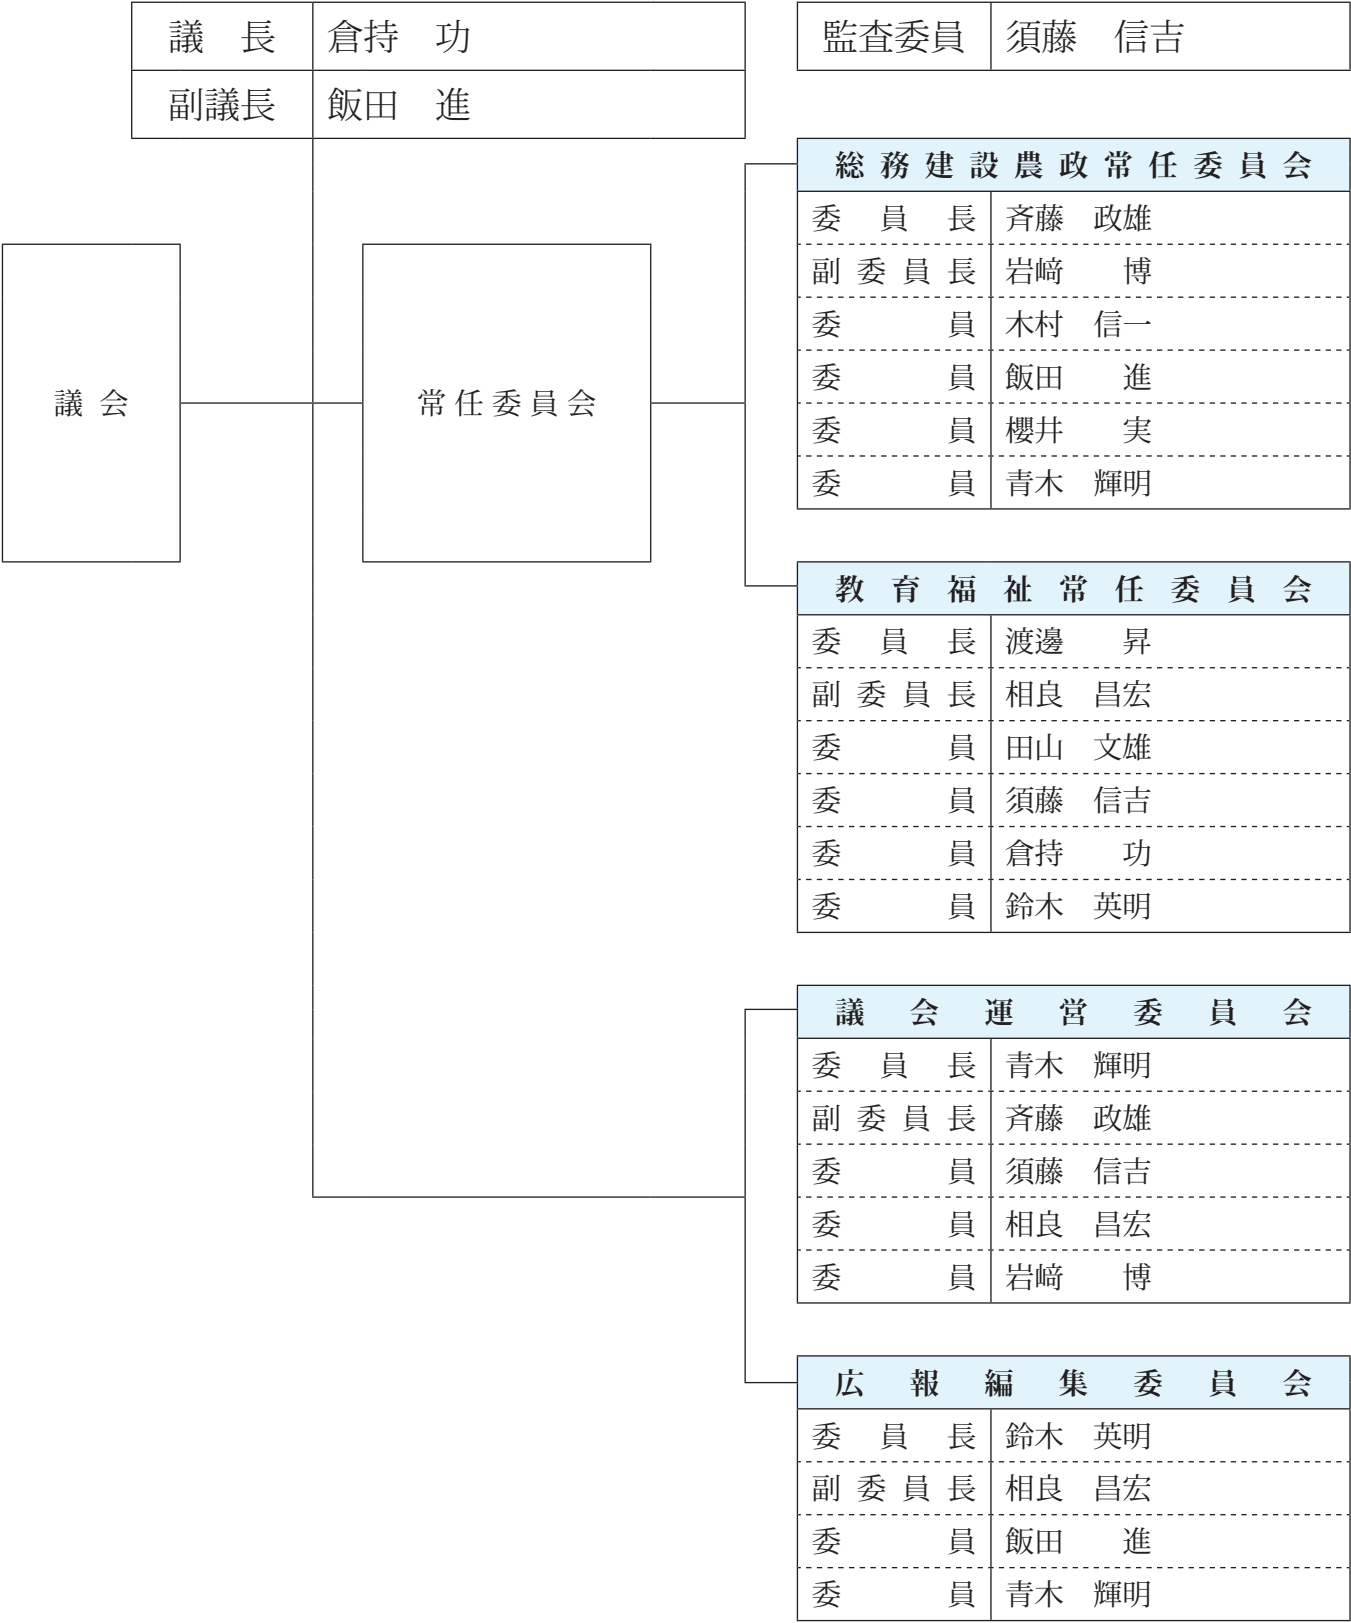 議　長　倉持　功
副議長　飯田　進
監査委員　須藤　信吉
議会
常任委員会
総務建設農政常任委員会
委員長　斉藤　政雄
副委員長　岩﨑　　博
委員　木村　信一
委員　飯田　　進
委員　櫻井　　実
委員　青木　輝明
教育福祉常任委員会
委員長　渡邊　　昇
副委員長　相良　昌宏
委員　田山　文雄
委員　須藤　信吉
委員　倉持　　功
委員　鈴木　英明
議会運営委員会
委員長　青木　輝明
副委員長　斉藤　政雄
委員　須藤　信吉
委員　相良　昌宏
委員　岩﨑　　博
広報編集委員会
委員長　鈴木　英明
副委員長　相良　昌宏
委員　飯田　　進
委員　青木　輝明